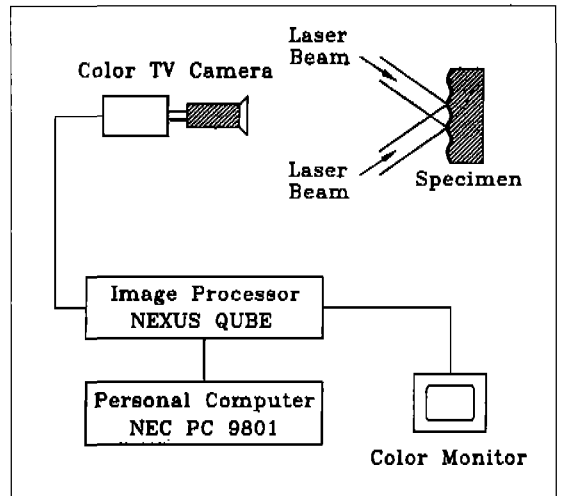 Laser
Beam
Color TV Camera
Laser
Beam
Specimen
Image Processor
NEXUS QUBE
Personal Computer
NEC PC 9801
Color Monitor